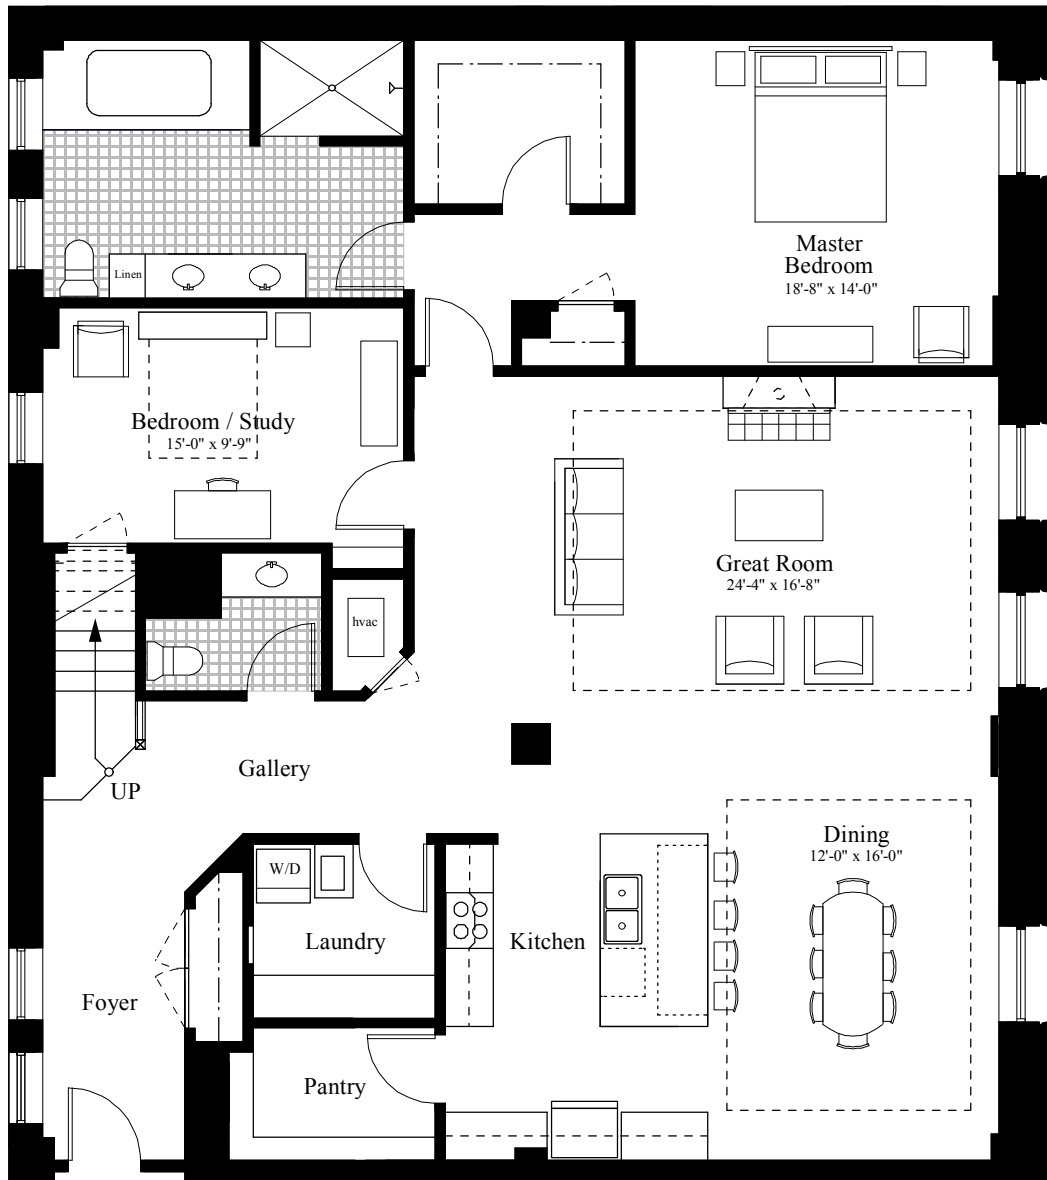 Master
Bedroom
18'-8" x 14'-0"
Linen
Bedroom / Study
15'-0" x 9'-9"
Great Room
24'-4" x 16'-8"
hvac
Gallery
UP
Dining
12'-0" x 16'-0"
W/D
Laundry
Kitchen
Foyer
Pantry